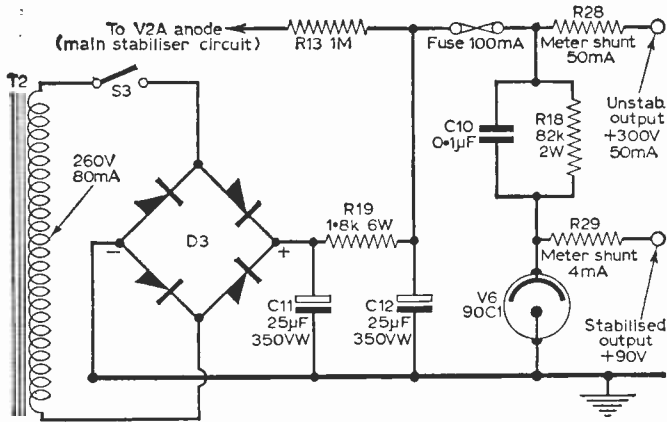 To V2A anode
(main stabiliser circuit)
R13 1M
Fuse 100mA
R28
Meter shunt
50mA
T2
S3
Unstab.
output
+300V
50mA
C10
0·1µF
R18
82k
2W
260V
80mA
D3
−
+
R19
1·8k 6W
R29
Meter shunt
4mA
C11
25µF
350VW
C12
25µF
350VW
V6
90C1
Stabilised
output
+90V